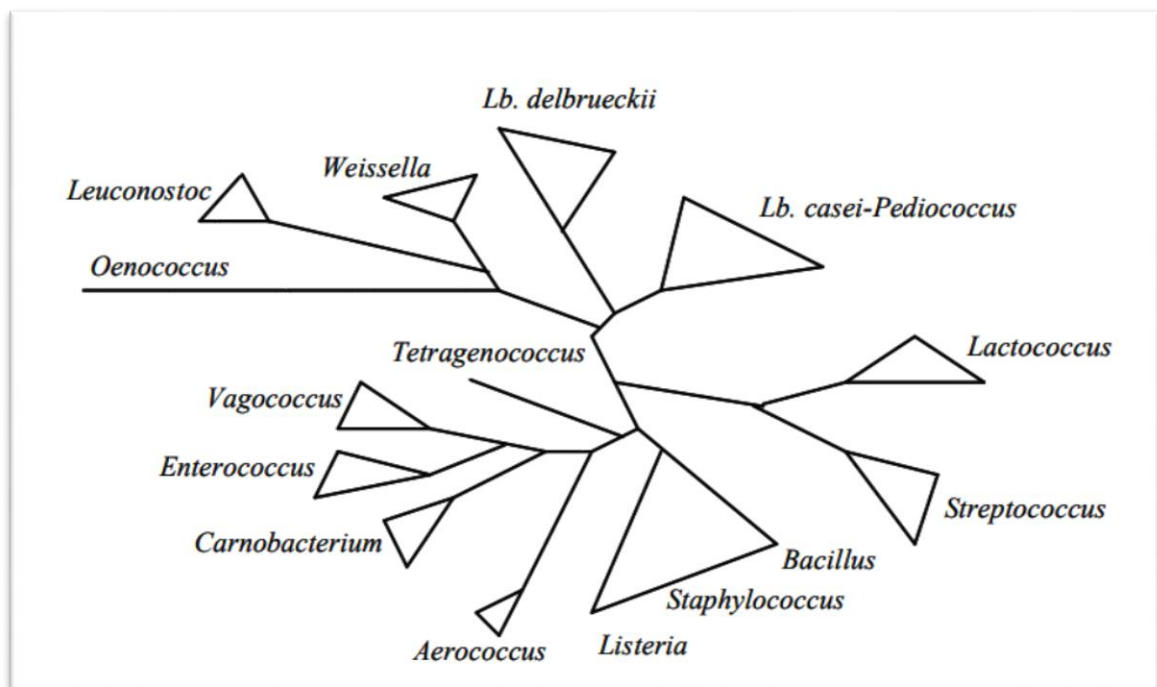 Lb. delbrueckii
Weissella
Leuconostoc
Lb. casei-Pediococcus
Oenococcus
Tetragenococcus
Lactococcus
Vagococcus
Enterococcus
Streptococcus
Carnobacterium
Bacillus
Staphylococcus
Listeria
Aerococcus